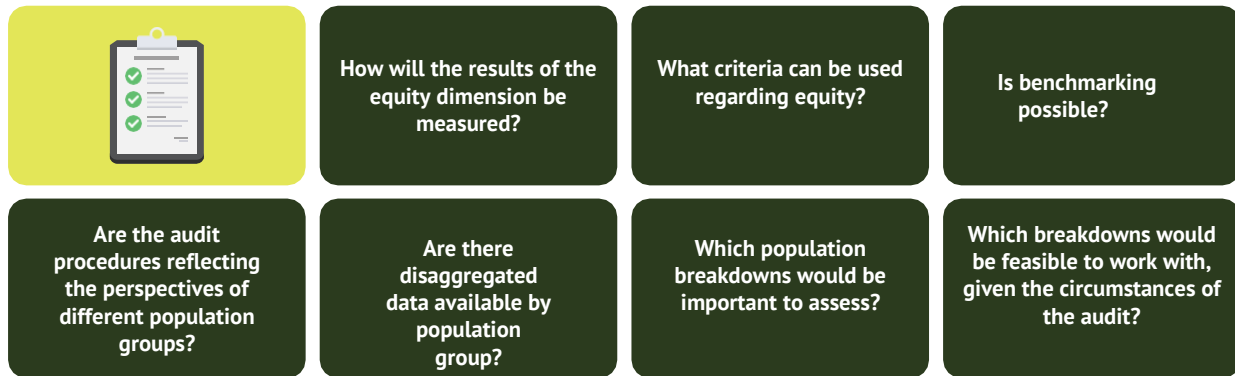 How will the results of the
equity dimension be
measured?
What criteria can be used
regarding equity?
Is benchmarking
possible?
Are the audit
procedures reflecting
the perspectives of
different population
groups?
Are there
disaggregated
data available by
population
group?
Which population
breakdowns would be
important to assess?
Which breakdowns would
be feasible to work with,
given the circumstances of
the audit?